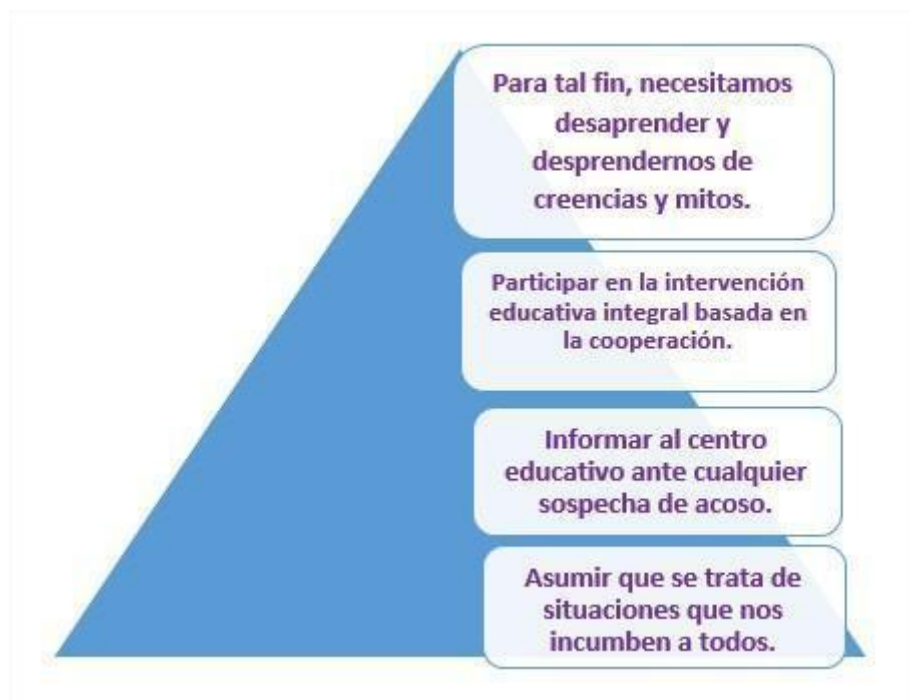 Para tal fin, necesitamos
desaprender y
desprendernos de
creencias y mitos.
Participar en la intervención
educativa integral basada en
la cooperación.
Informar al centro
educativo ante cualquier
sospecha de acoso.
Asumir que se trata de
situaciones que nos
incumben a todos.